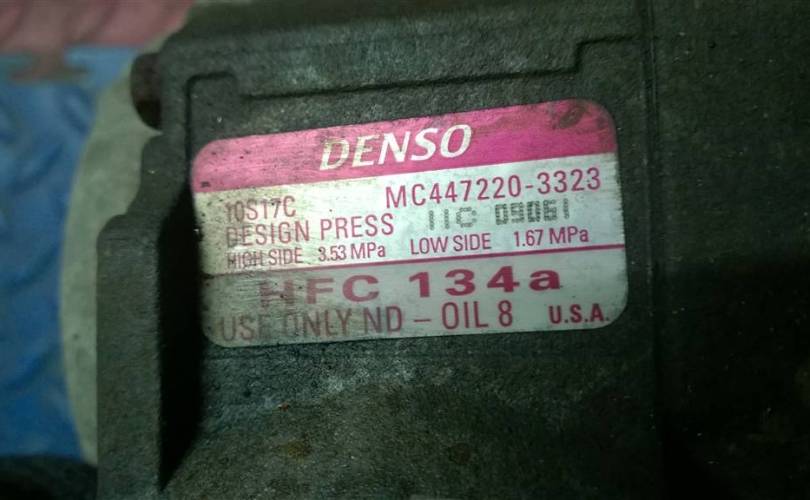 DENSO
10S17C MC447220-3323
DESIGN PRESS 11C 09061
HIGH SIDE 3.53 MPa LOW SIDE 1.67 MPa
HFC 134a
USE ONLY ND-OIL 8 U.S.A.